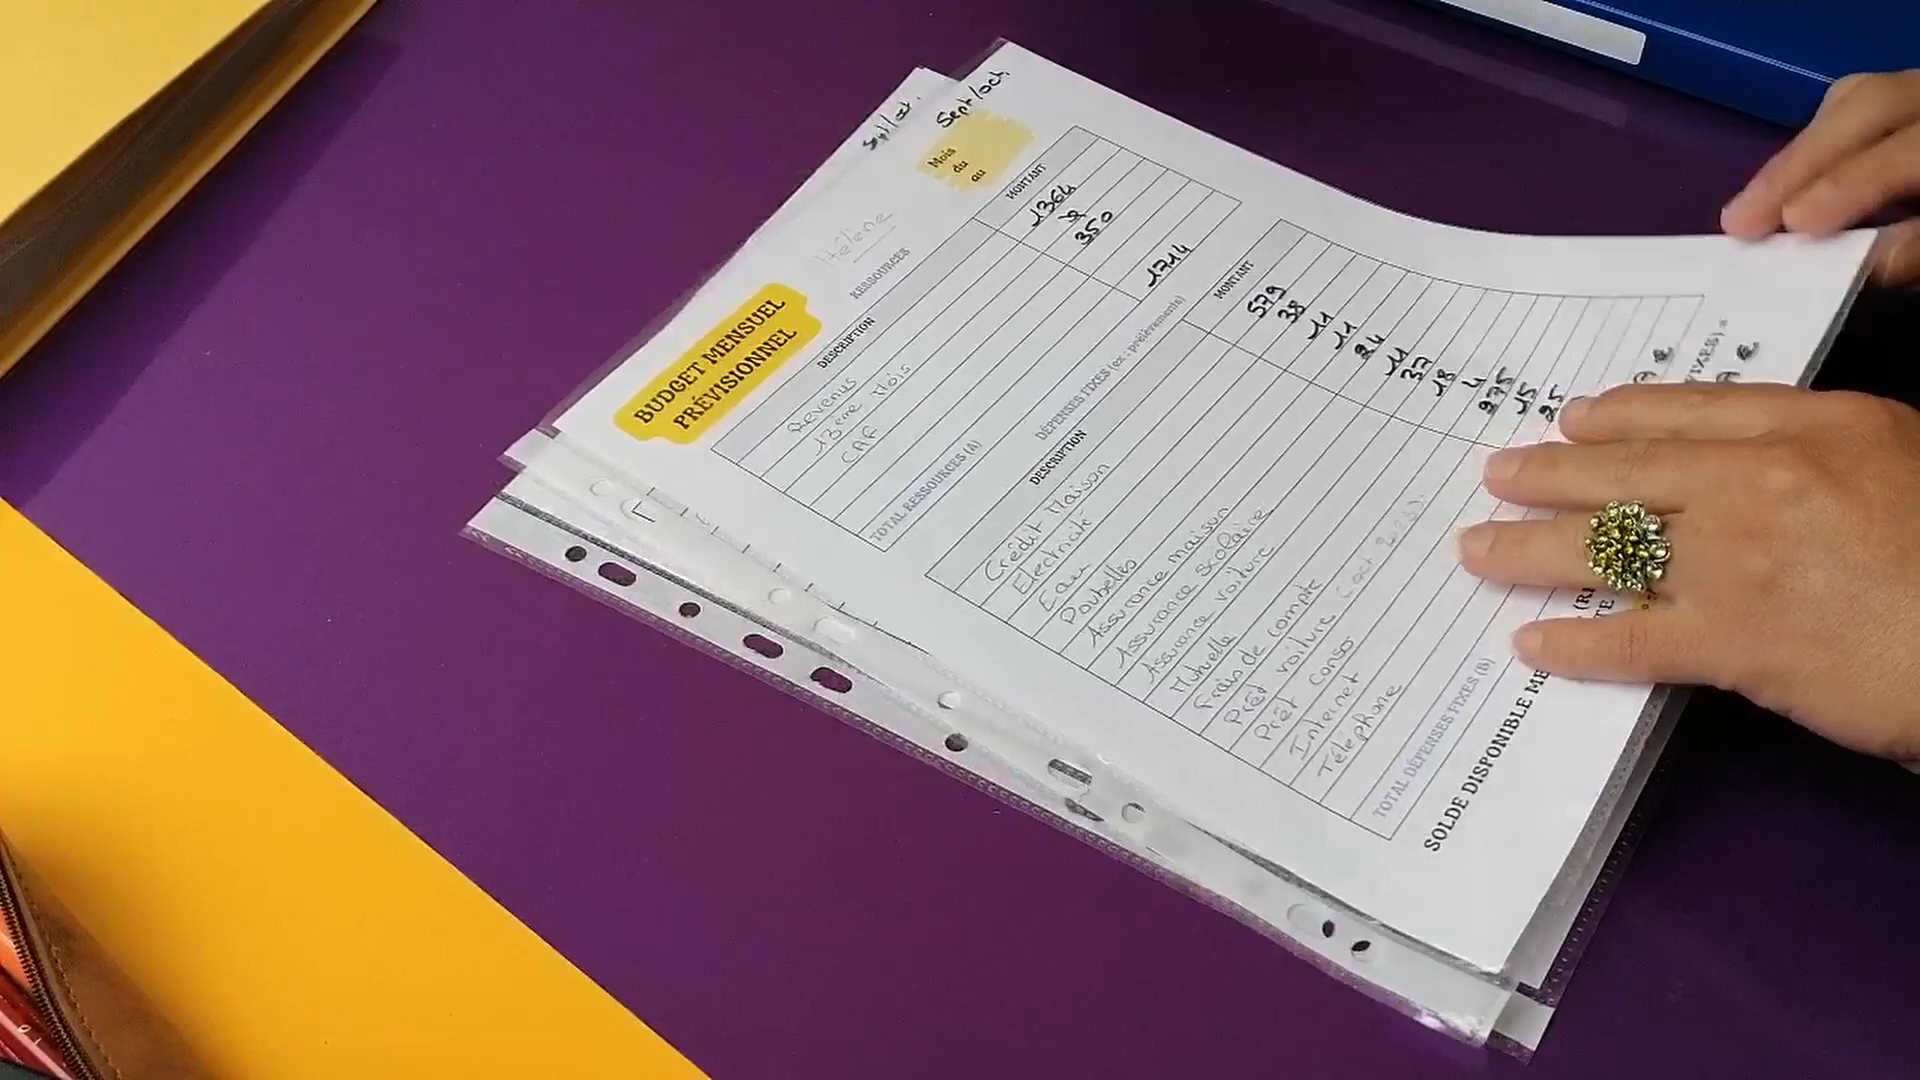 Sept/oct.
Sept/oct.
Mois
du
au
Hélène
BUDGET MENSUEL
PRÉVISIONNEL
RESSOURCES
DESCRIPTION MONTANT
Revenus 1364
13ème Mois
CAF 350
TOTAL RESSOURCES (A) 1714
DÉPENSES FIXES (ex : prélèvements)
DESCRIPTION MONTANT
Crédit Maison 579
Electricité 38
Eau 11
Poubelles 11
Assurance maison 24
Assurance scolaire 11
Assurance voiture 37
Mutuelle 18
Frais de compte 4
Prêt voiture 275
Prêt conso 15
Internet 25
Téléphone
TOTAL DÉPENSES FIXES (B) €
SOLDE DISPONIBLE
FIXES) =
€